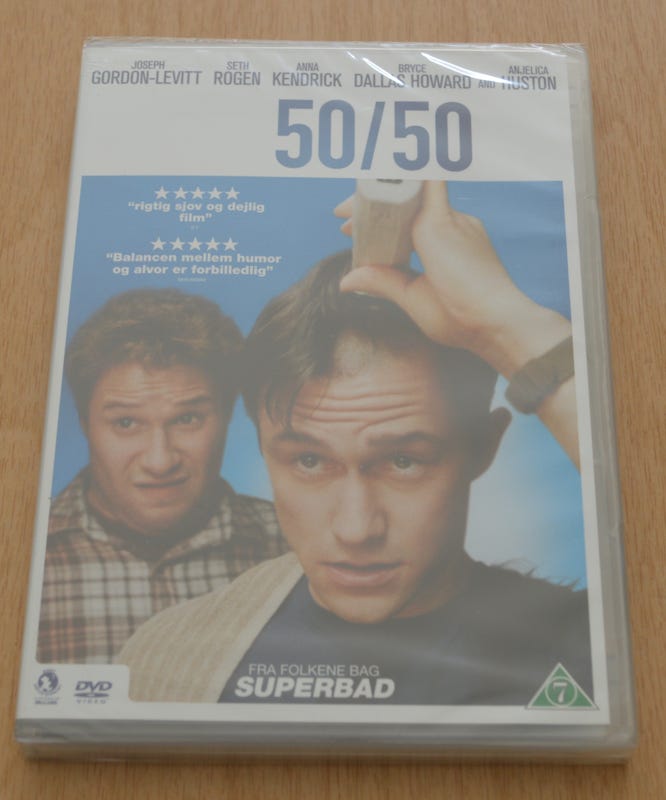 JOSEPH GORDON-LEVITT SETH ROGEN ANNA KENDRICK BRYCE DALLAS HOWARD AND ANJELICA HUSTON
50/50
"rigtig sjov og dejlig
film"
"Balancen mellem humor
og alvor er forbilledlig"
FRA FOLKENE BAG
SUPERBAD
DVD
VIDEO
7